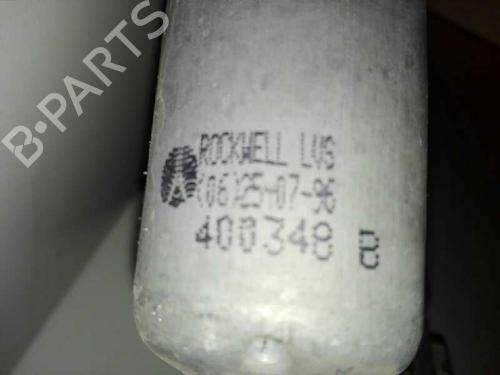 B-PARTS
ROCKWELL LVS
(06)25-07-96
400348 B